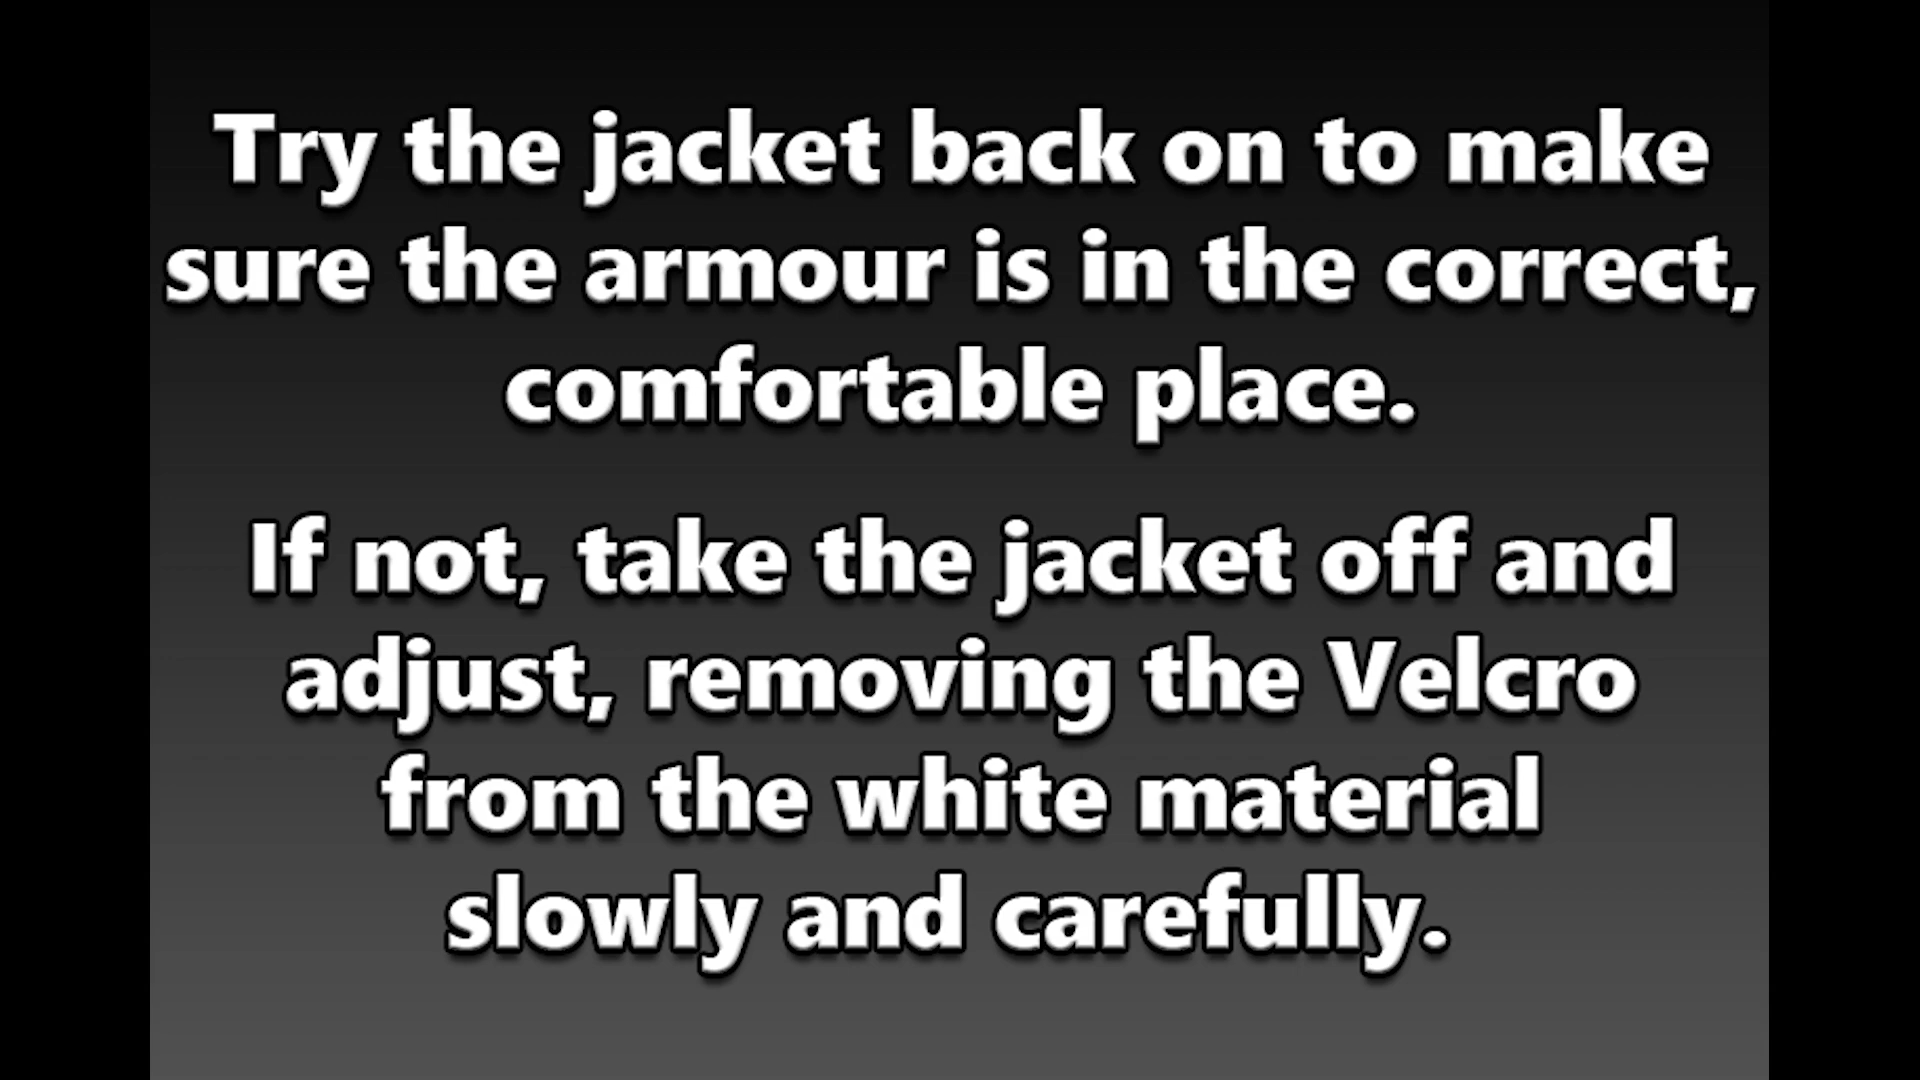 Try the jacket back on to make
sure the armour is in the correct,
comfortable place.
If not, take the jacket off and
adjust, removing the Velcro
from the white material
slowly and carefully.